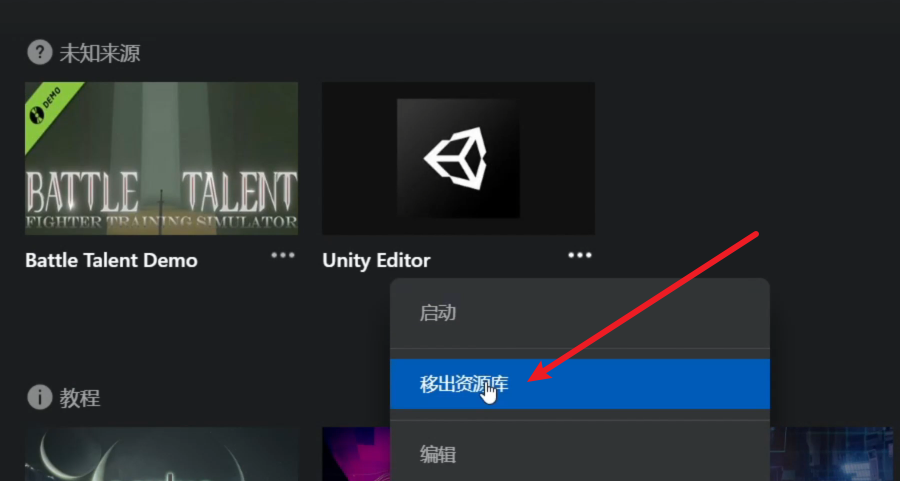 未知来源
DEMO
BATTLE TALENT
FIGHTER TRAINING SIMULATOR
Battle Talent Demo
Unity Editor
启动
移出资源库
教程
编辑